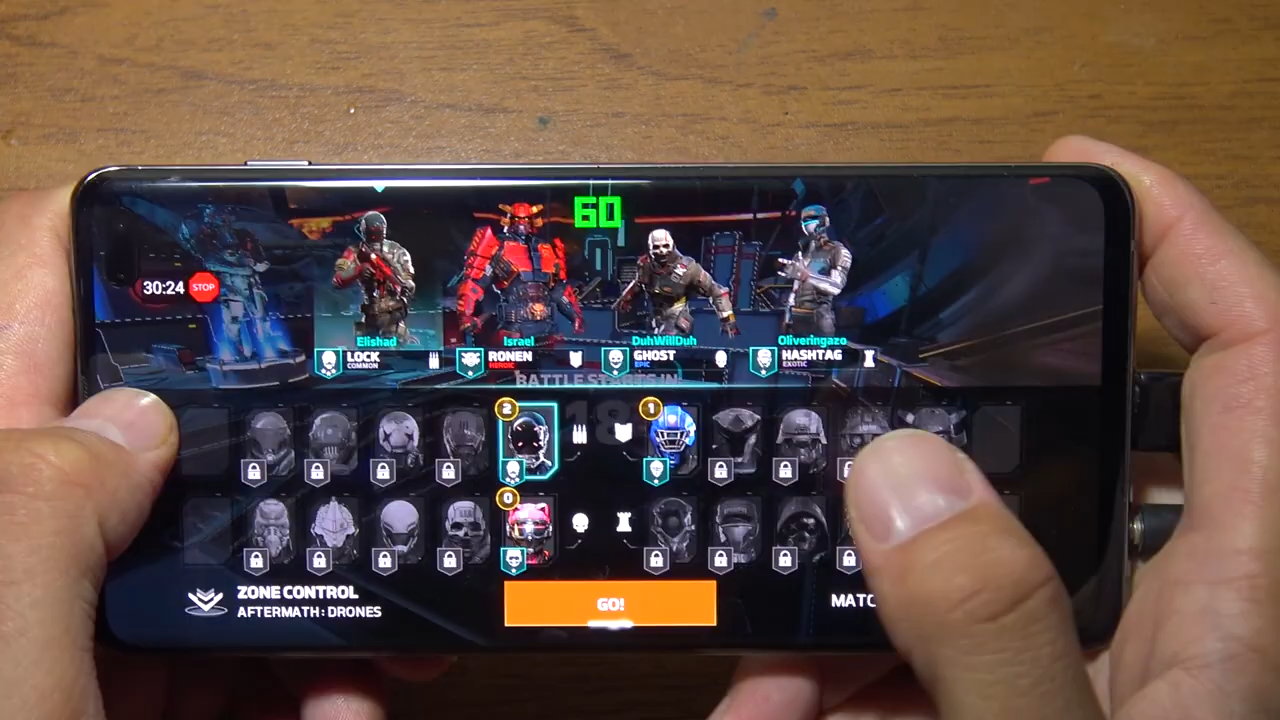 60
30:24 STOP
Elishad
LOCK
COMMON
Israel
RONEN
HEROIC
DuhWillDuh
GHOST
EPIC
Oliveringazo
HASHTAG
EXOTIC
BATTLE STARTS IN
18
2
1
0
ZONE CONTROL
AFTERMATH : DRONES
GO!
MATC